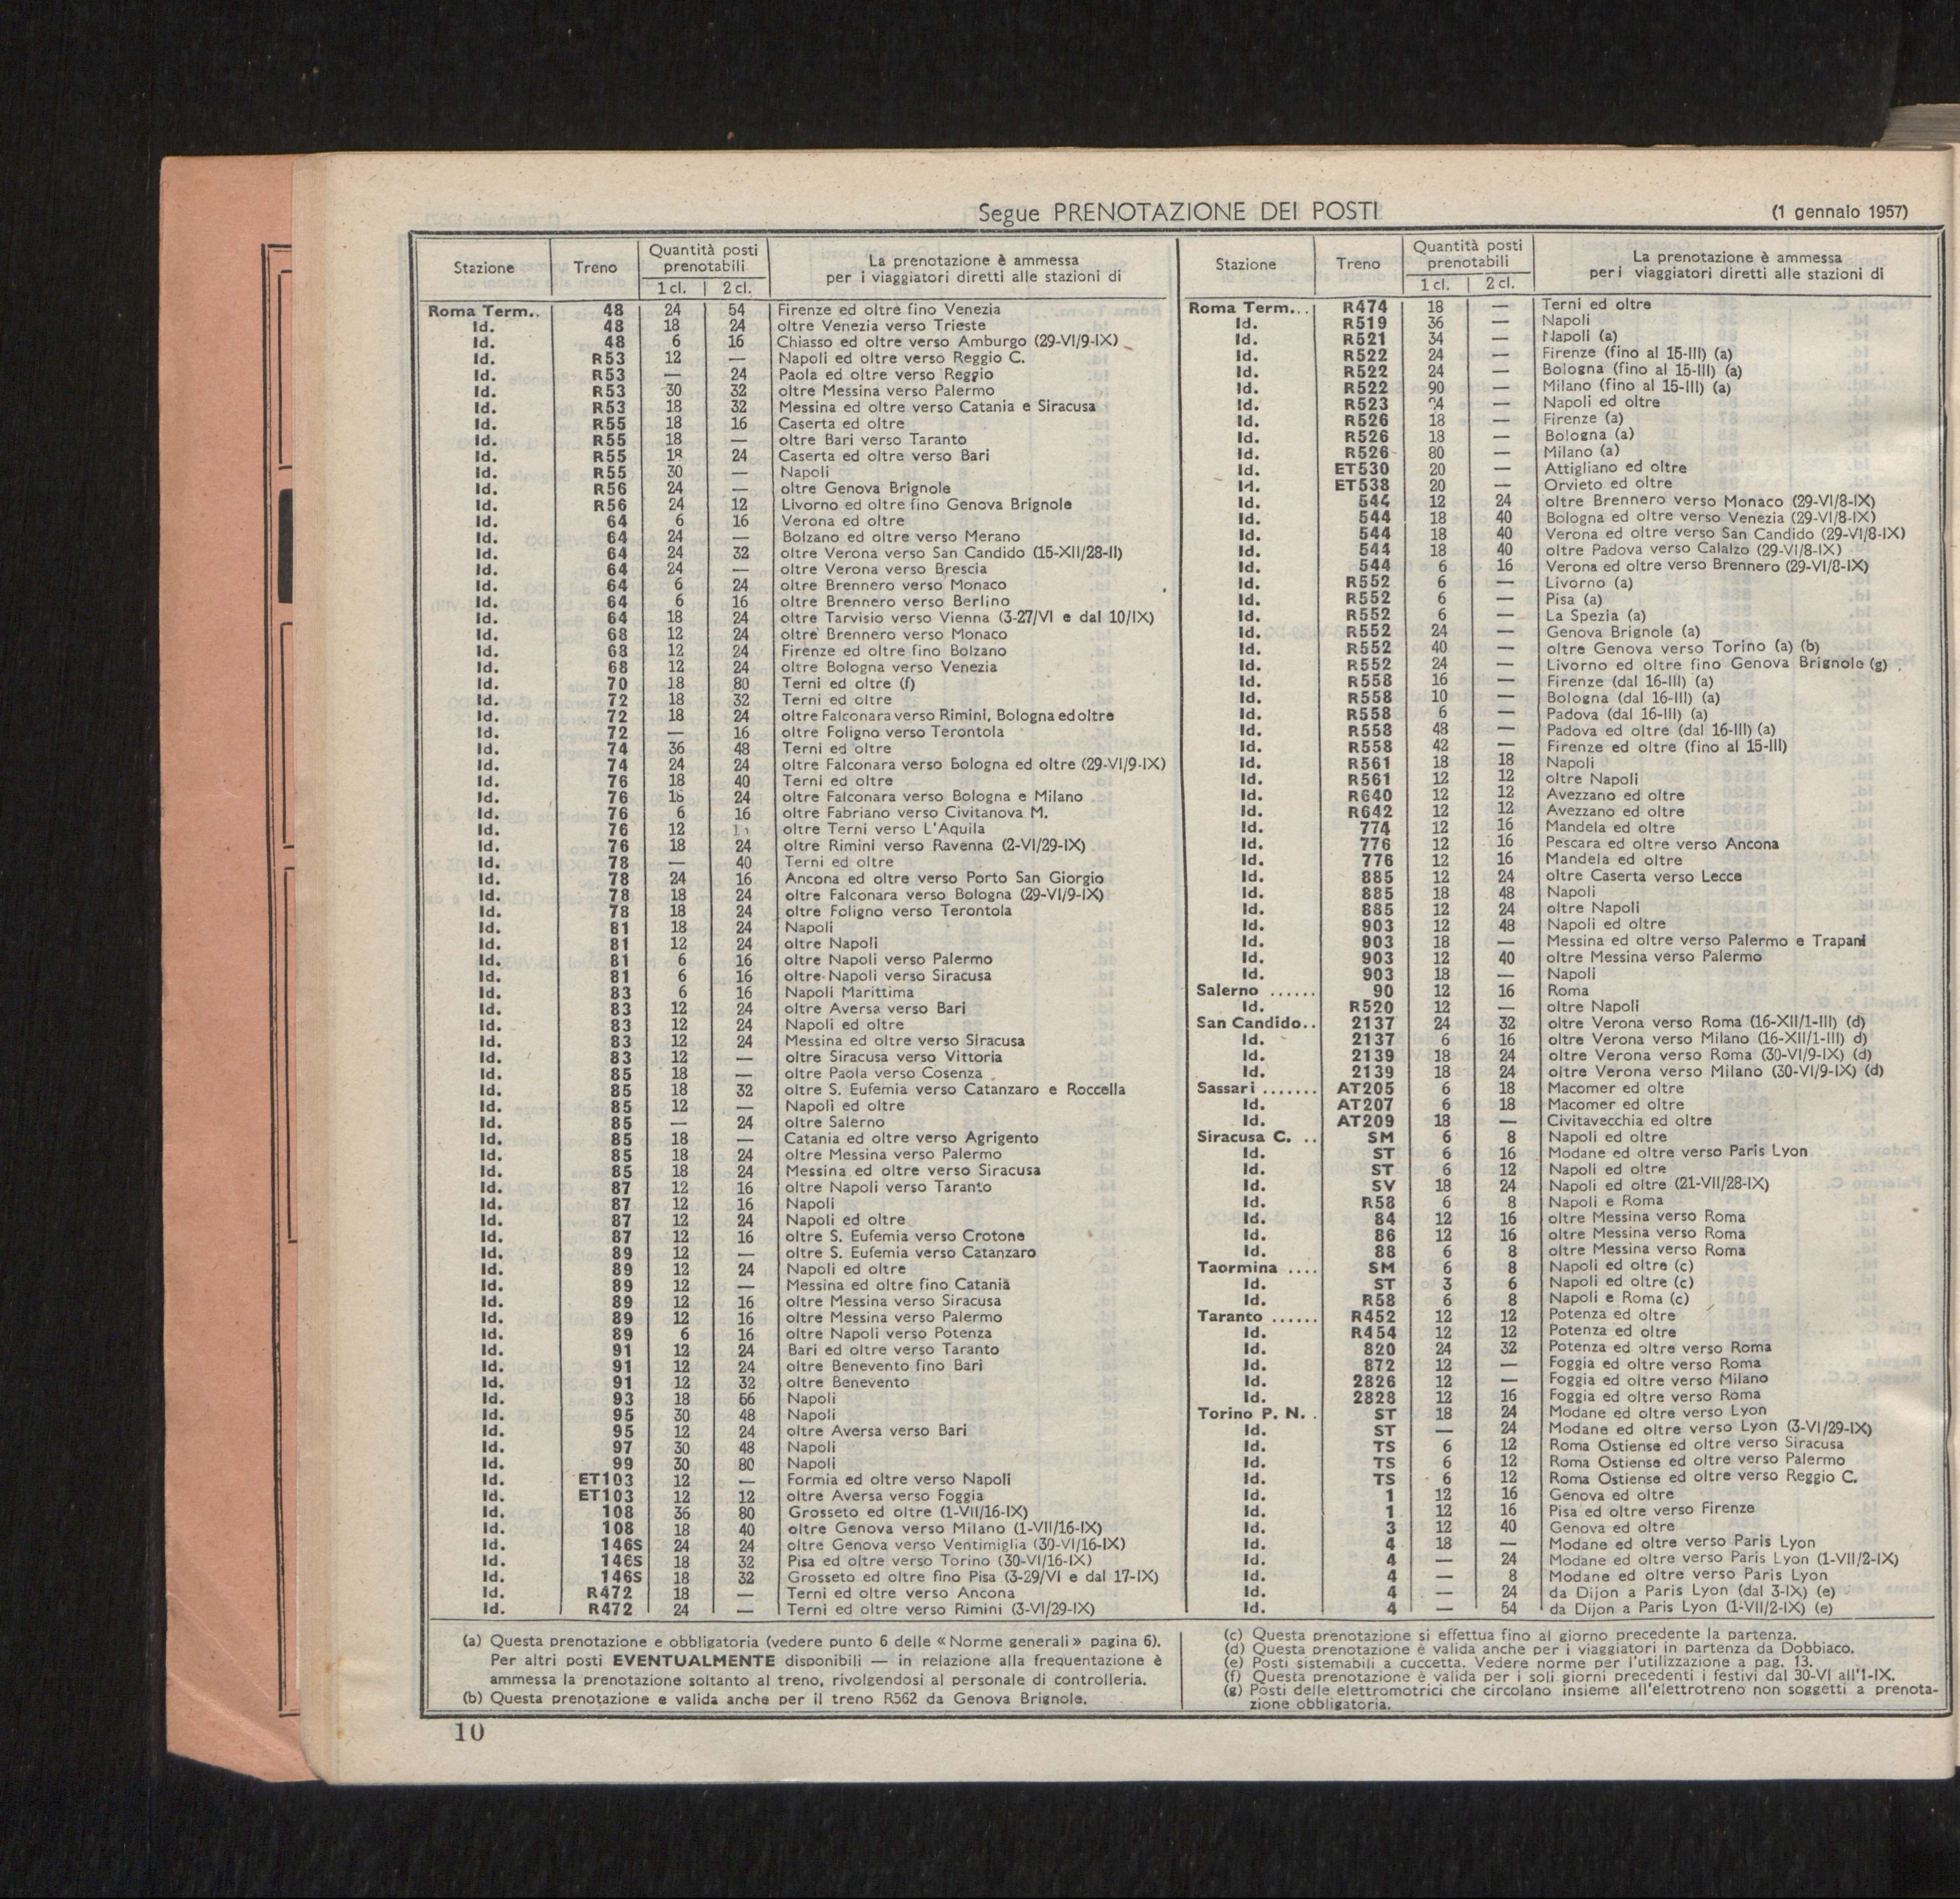 Segue PRENOTAZIONE DEI POSTI
(1 gennaio 1957)
Stazione Treno Quantità posti prenotabili 1 cl. 2 cl. La prenotazione è ammessa per i viaggiatori diretti alle stazioni di
Roma Term.. 48 24 54 Firenze ed oltre fino Venezia
Id. 48 18 24 oltre Venezia verso Trieste
Id. 48 6 16 Chiasso ed oltre verso Amburgo (29-VI/9-IX)
Id. R53 12 — Napoli ed oltre verso Reggio C.
Id. R53 — 24 Paola ed oltre verso Reggio
Id. R53 30 32 oltre Messina verso Palermo
Id. R53 18 32 Messina ed oltre verso Catania e Siracusa
Id. R55 18 16 Caserta ed oltre
Id. R55 18 — oltre Bari verso Taranto
Id. R55 18 24 Caserta ed oltre verso Bari
Id. R55 30 — Napoli
Id. R56 24 — oltre Genova Brignole
Id. R56 24 12 Livorno ed oltre fino Genova Brignole
Id. 64 6 16 Verona ed oltre
Id. 64 24 — Bolzano ed oltre verso Merano
Id. 64 24 32 oltre Verona verso San Candido (15-XII/28-II)
Id. 64 24 — oltre Verona verso Brescia
Id. 64 6 24 oltre Brennero verso Monaco
Id. 64 6 16 oltre Brennero verso Berlino
Id. 64 18 24 oltre Tarvisio verso Vienna (3-27/VI e dal 10/IX)
Id. 68 12 24 oltre Brennero verso Monaco
Id. 68 12 24 Firenze ed oltre fino Bolzano
Id. 68 12 24 oltre Bologna verso Venezia
Id. 70 18 80 Terni ed oltre (f)
Id. 72 18 32 Terni ed oltre
Id. 72 18 24 oltre Falconara verso Rimini, Bologna ed oltre
Id. 72 — 16 oltre Foligno verso Terontola
Id. 74 36 48 Terni ed oltre
Id. 74 24 24 oltre Falconara verso Bologna ed oltre (29-VI/9-IX)
Id. 76 18 40 Terni ed oltre
Id. 76 18 24 oltre Falconara verso Bologna e Milano
Id. 76 6 16 oltre Fabriano verso Civitanova M.
Id. 76 12 oltre Terni verso L'Aquila
Id. 76 18 24 oltre Rimini verso Ravenna (2-VI/29-IX)
Id. 78 — 40 Terni ed oltre
Id. 78 24 16 Ancona ed oltre verso Porto San Giorgio
Id. 78 18 24 oltre Falconara verso Bologna (29-VI/9-IX)
Id. 78 18 24 oltre Foligno verso Terontola
Id. 81 18 24 Napoli
Id. 81 12 24 oltre Napoli
Id. 81 6 16 oltre Napoli verso Palermo
Id. 81 6 16 oltre Napoli verso Siracusa
Id. 83 6 16 Napoli Marittima
Id. 83 12 24 oltre Aversa verso Bari
Id. 83 12 24 Napoli ed oltre
Id. 83 12 24 Messina ed oltre verso Siracusa
Id. 83 12 — oltre Siracusa verso Vittoria
Id. 85 18 — oltre Paola verso Cosenza
Id. 85 18 32 oltre S. Eufemia verso Catanzaro e Roccella
Id. 85 12 — Napoli ed oltre
Id. 85 — 24 oltre Salerno
Id. 85 18 — Catania ed oltre verso Agrigento
Id. 85 18 24 oltre Messina verso Palermo
Id. 85 18 24 Messina ed oltre verso Siracusa
Id. 87 12 16 oltre Napoli verso Taranto
Id. 87 12 16 Napoli
Id. 87 12 24 Napoli ed oltre
Id. 87 12 16 oltre S. Eufemia verso Crotone
Id. 89 12 — oltre S. Eufemia verso Catanzaro
Id. 89 12 24 Napoli ed oltre
Id. 89 12 — Messina ed oltre fino Catania
Id. 89 12 16 oltre Messina verso Siracusa
Id. 89 12 16 oltre Messina verso Palermo
Id. 89 6 16 oltre Napoli verso Potenza
Id. 91 12 24 Bari ed oltre verso Taranto
Id. 91 12 24 oltre Benevento fino Bari
Id. 91 12 32 oltre Benevento
Id. 93 18 66 Napoli
Id. 95 30 48 Napoli
Id. 95 12 24 oltre Aversa verso Bari
Id. 97 30 48 Napoli
Id. 99 30 80 Napoli
Id. ET103 12 — Formia ed oltre verso Napoli
Id. ET103 12 12 oltre Aversa verso Foggia
Id. 108 36 80 Grosseto ed oltre (1-VII/16-IX)
Id. 108 18 40 oltre Genova verso Milano (1-VII/16-IX)
Id. 146S 24 24 oltre Genova verso Ventimiglia (30-VI/16-IX)
Id. 146S 18 32 Pisa ed oltre verso Torino (30-VI/16-IX)
Id. 146S 18 32 Grosseto ed oltre fino Pisa (3-29/VI e dal 17-IX)
Id. R472 18 — Terni ed oltre verso Ancona
Id. R472 24 — Terni ed oltre verso Rimini (3-VI/29-IX)
Stazione Treno Quantità posti prenotabili 1 cl. 2 cl. La prenotazione è ammessa per i viaggiatori diretti alle stazioni di
Roma Term... R474 18 — Terni ed oltre
Id. R519 36 — Napoli
Id. R521 34 — Napoli (a)
Id. R522 24 — Firenze (fino al 15-III) (a)
Id. R522 24 — Bologna (fino al 15-III) (a)
Id. R522 90 — Milano (fino al 15-III) (a)
Id. R523 — Napoli ed oltre
Id. R526 18 — Firenze (a)
Id. R526 18 — Bologna (a)
Id. R526 80 — Milano (a)
Id. ET530 20 — Attigliano ed oltre
Id. ET538 20 — Orvieto ed oltre
Id. 544 12 24 oltre Brennero verso Monaco (29-VI/8-IX)
Id. 544 18 40 Bologna ed oltre verso Venezia (29-VI/8-IX)
Id. 544 18 40 Verona ed oltre verso San Candido (29-VI/8-IX)
Id. 544 18 40 oltre Padova verso Calalzo (29-VI/8-IX)
Id. 544 6 16 Verona ed oltre verso Brennero (29-VI/8-IX)
Id. R552 6 — Livorno (a)
Id. R552 6 — Pisa (a)
Id. R552 6 — La Spezia (a)
Id. R552 24 — Genova Brignole (a)
Id. R552 40 — oltre Genova verso Torino (a) (b)
Id. R552 24 — Livorno ed oltre fino Genova Brignole (g)
Id. R558 16 — Firenze (dal 16-III) (a)
Id. R558 10 — Bologna (dal 16-III) (a)
Id. R558 6 — Padova (dal 16-III) (a)
Id. R558 48 — Padova ed oltre (dal 16-III) (a)
Id. R558 42 — Firenze ed oltre (fino al 15-III)
Id. R561 18 18 Napoli
Id. R561 12 12 oltre Napoli
Id. R640 12 12 Avezzano ed oltre
Id. R642 12 12 Avezzano ed oltre
Id. 774 12 16 Mandela ed oltre
Id. 776 12 16 Pescara ed oltre verso Ancona
Id. 776 12 16 Mandela ed oltre
Id. 885 12 24 oltre Caserta verso Lecce
Id. 885 18 48 Napoli
Id. 885 12 24 oltre Napoli
Id. 903 12 48 Napoli ed oltre
Id. 903 18 — Messina ed oltre verso Palermo e Trapani
Id. 903 12 40 oltre Messina verso Palermo
Id. 903 18 — Napoli
Salerno ...... 90 12 16 Roma
Id. R520 12 — oltre Napoli
San Candido.. 2137 24 32 oltre Verona verso Roma (16-XII/1-III) (d)
Id. 2137 6 16 oltre Verona verso Milano (16-XII/1-III) d)
Id. 2139 18 24 oltre Verona verso Roma (30-VI/9-IX) (d)
Id. 2139 18 24 oltre Verona verso Milano (30-VI/9-IX) (d)
Sassari ....... AT205 6 18 Macomer ed oltre
Id. AT207 6 18 Macomer ed oltre
Id. AT209 18 — Civitavecchia ed oltre
Siracusa C. .. SM 6 8 Napoli ed oltre
Id. ST 6 16 Modane ed oltre verso Paris Lyon
Id. ST 6 12 Napoli ed oltre
Id. SV 18 24 Napoli ed oltre (21-VII/28-IX)
Id. R58 6 8 Napoli e Roma
Id. 84 12 16 oltre Messina verso Roma
Id. 86 12 16 oltre Messina verso Roma
Id. 88 6 8 oltre Messina verso Roma
Taormina .... SM 6 8 Napoli ed oltre (c)
Id. ST 3 6 Napoli ed oltre (c)
Id. R58 6 8 Napoli e Roma (c)
Taranto ...... R452 12 12 Potenza ed oltre
Id. R454 12 12 Potenza ed oltre
Id. 820 24 32 Potenza ed oltre verso Roma
Id. 872 12 — Foggia ed oltre verso Roma
Id. 2826 12 — Foggia ed oltre verso Milano
Id. 2828 12 16 Foggia ed oltre verso Roma
Torino P. N. . ST 18 24 Modane ed oltre verso Lyon
Id. ST — 24 Modane ed oltre verso Lyon (3-VI/29-IX)
Id. TS 6 12 Roma Ostiense ed oltre verso Siracusa
Id. TS 6 12 Roma Ostiense ed oltre verso Palermo
Id. TS 6 12 Roma Ostiense ed oltre verso Reggio C.
Id. 1 12 16 Genova ed oltre
Id. 1 12 16 Pisa ed oltre verso Firenze
Id. 3 12 40 Genova ed oltre
Id. 4 18 — Modane ed oltre verso Paris Lyon
Id. 4 — 24 Modane ed oltre verso Paris Lyon (1-VII/2-IX)
Id. 4 — 8 Modane ed oltre verso Paris Lyon
Id. 4 — 24 da Dijon a Paris Lyon (dal 3-IX) (e)
Id. 4 — 54 da Dijon a Paris Lyon (1-VII/2-IX) (e)
(a) Questa prenotazione e obbligatoria (vedere punto 6 delle «Norme generali» pagina 6).
Per altri posti EVENTUALMENTE disponibili — in relazione alla frequentazione è
ammessa la prenotazione soltanto al treno, rivolgendosi al personale di controlleria.
(b) Questa prenotazione e valida anche per il treno R562 da Genova Brignole.
(c) Questa prenotazione si effettua fino al giorno precedente la partenza.
(d) Questa prenotazione è valida anche per i viaggiatori in partenza da Dobbiaco.
(e) Posti sistemabili a cuccetta. Vedere norme per l'utilizzazione a pag. 13.
(f) Questa prenotazione è valida per i soli giorni precedenti i festivi dal 30-VI all'1-IX.
(g) Posti delle elettromotrici che circolano insieme all'elettrotreno non soggetti a prenota-
zione obbligatoria.
10